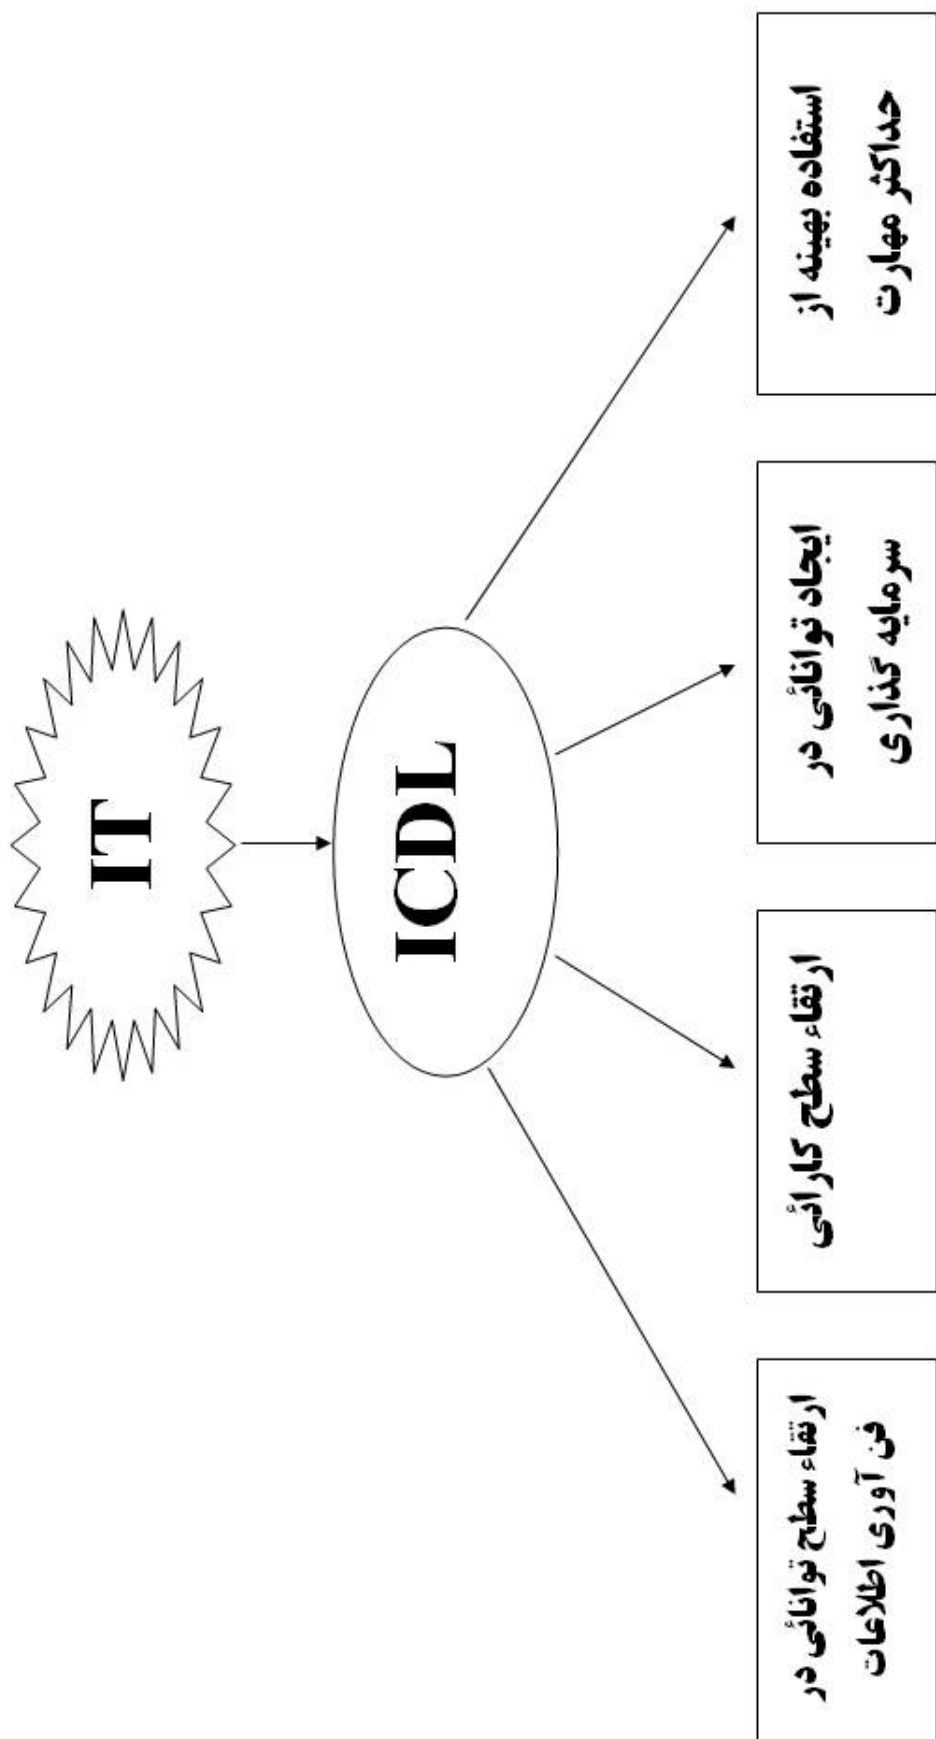 IT
ICDL
استفاده بهینه از
حداکثر مهارت
ایجاد توانائی در
سرمایه گذاری
ارتقاء سطح کارائی
ارتقاء سطح توانائی در
فن آوری اطلاعات